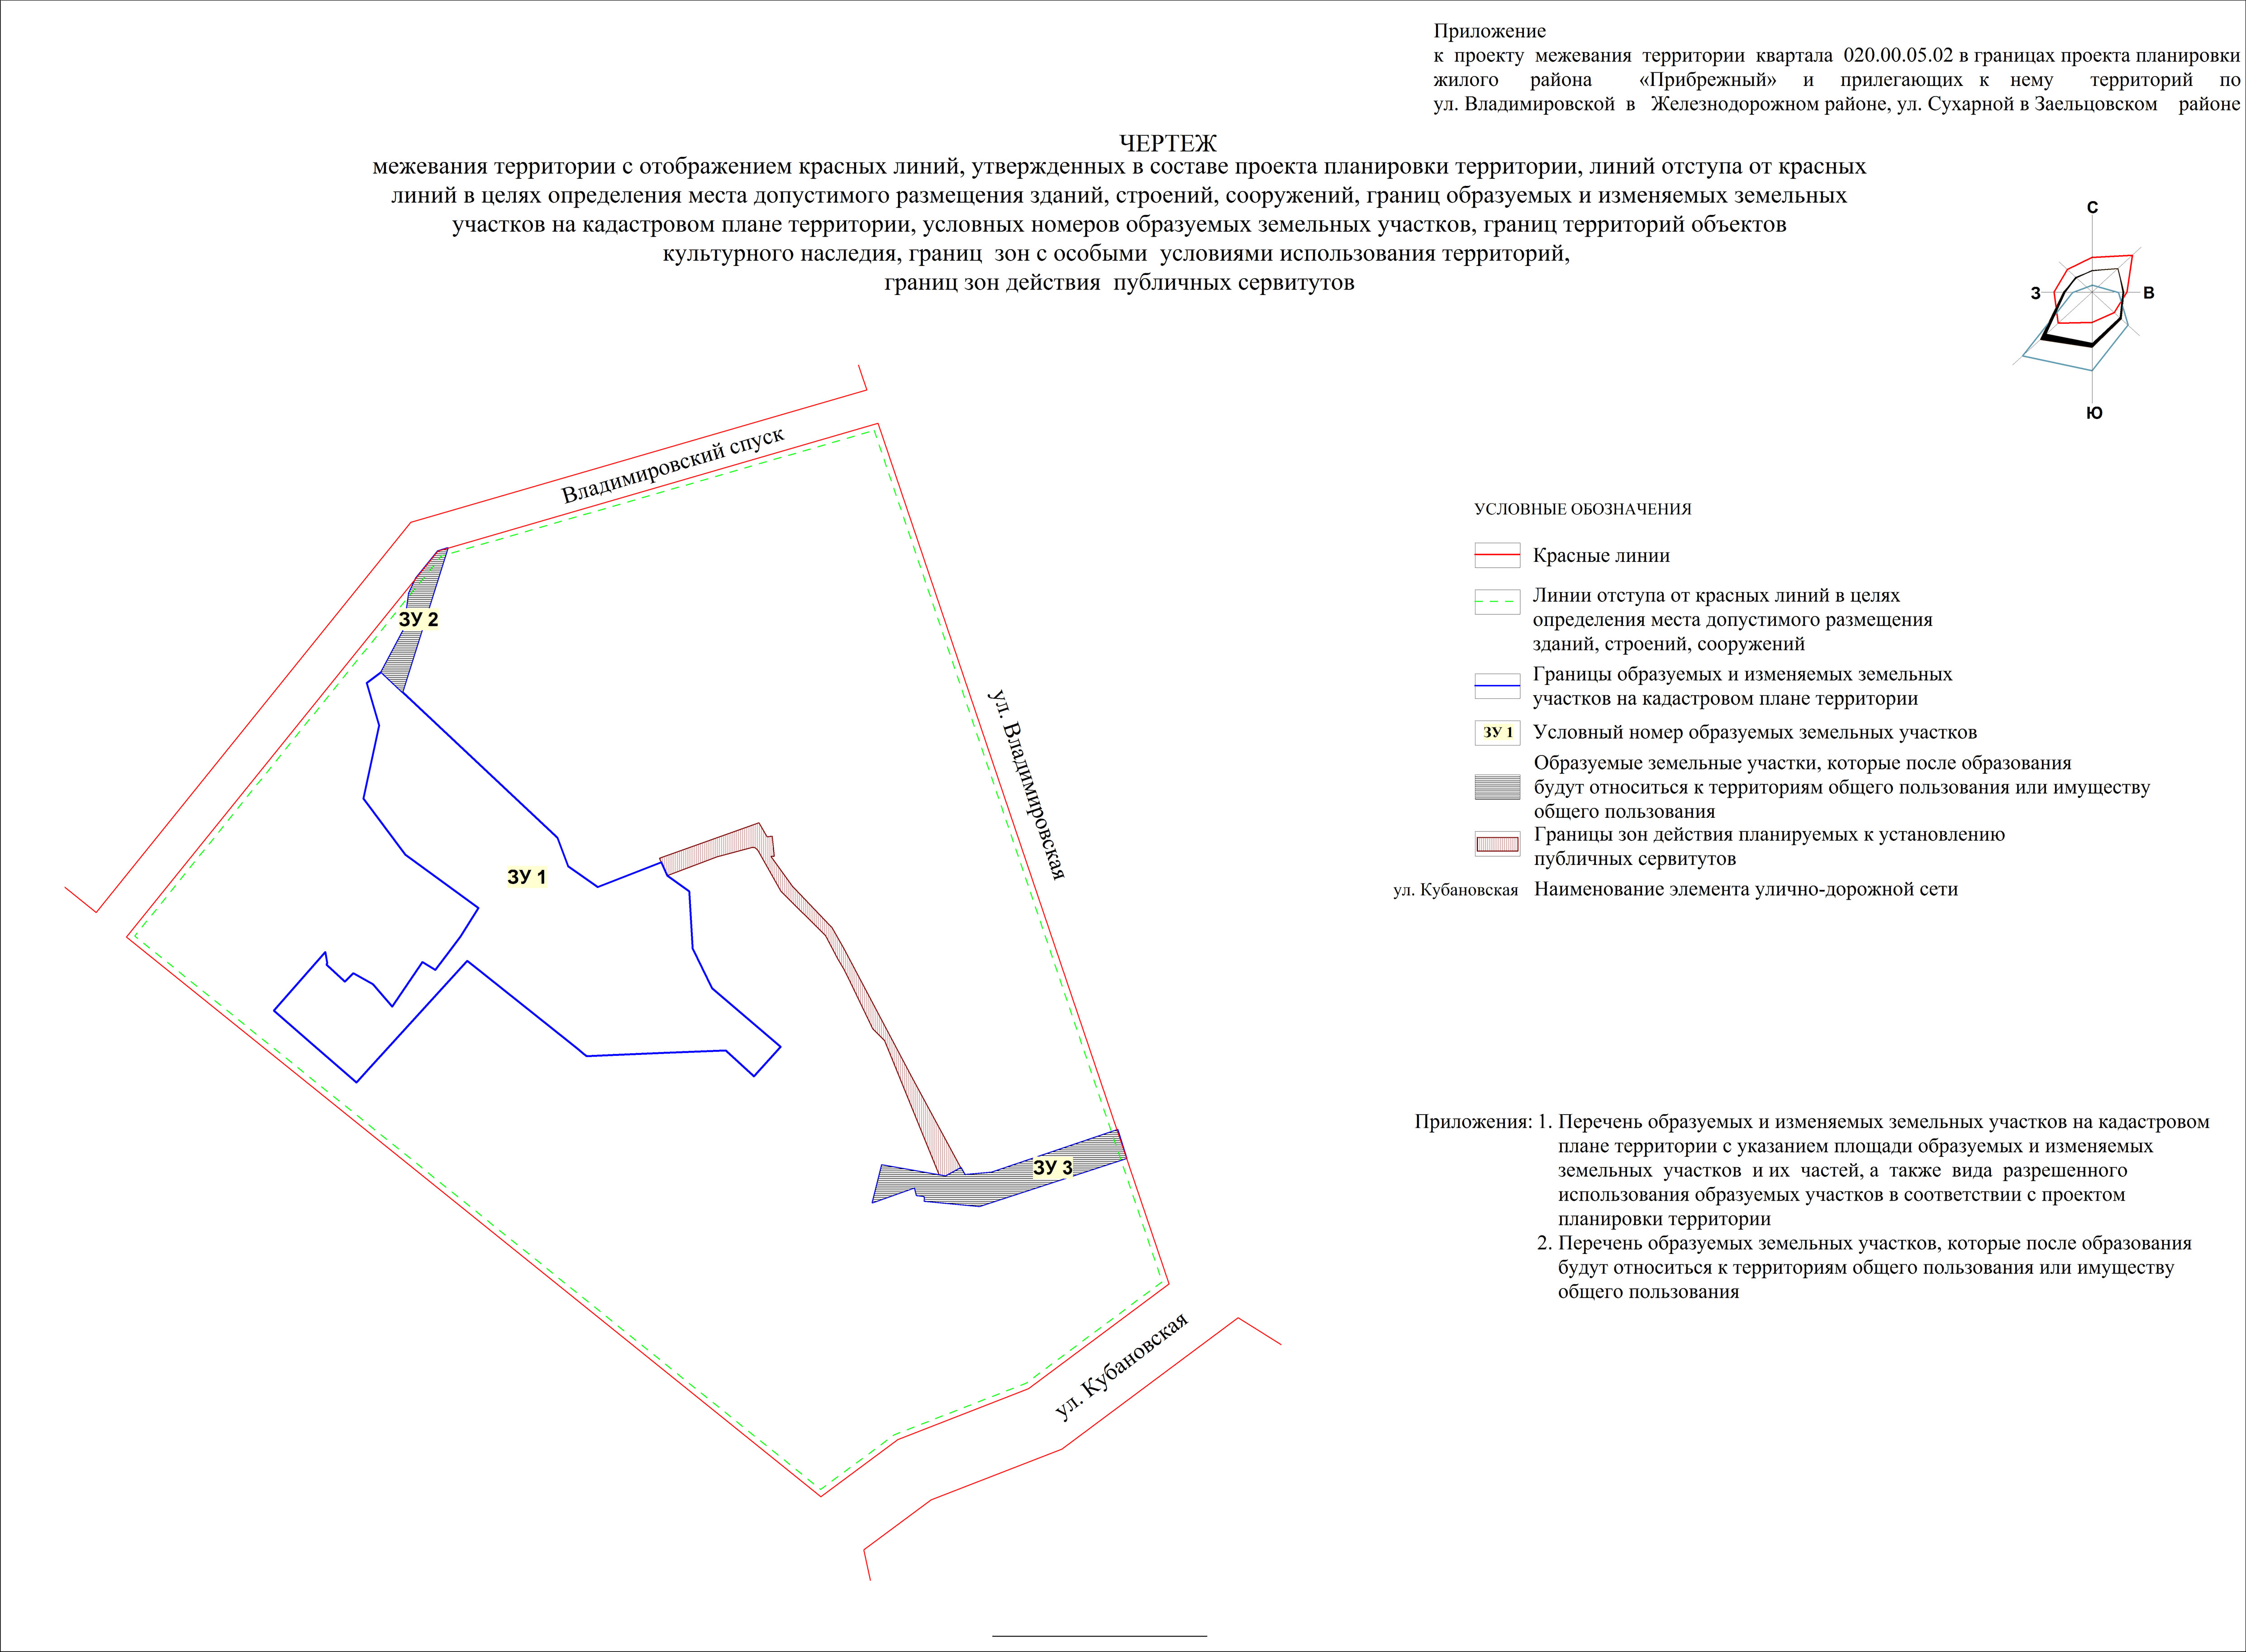 Приложение
к проекту межевания территории квартала 020.00.05.02 в границах проекта планировки
жилого района «Прибрежный» и прилегающих к нему территорий по
ул. Владимировской в Железнодорожном районе, ул. Сухарной в Заельцовском районе
ЧЕРТЕЖ
межевания территории с отображением красных линий, утвержденных в составе проекта планировки территории, линий отступа от красных
линий в целях определения места допустимого размещения зданий, строений, сооружений, границ образуемых и изменяемых земельных
участков на кадастровом плане территории, условных номеров образуемых земельных участков, границ территорий объектов
культурного наследия, границ зон с особыми условиями использования территорий,
границ зон действия публичных сервитутов
С
З
В
Ю
Владимировский спуск
ЗУ 2
ул. Владимировская
ЗУ 1
ЗУ 3
ул. Кубановская
УСЛОВНЫЕ ОБОЗНАЧЕНИЯ
Красные линии
Линии отступа от красных линий в целях
определения места допустимого размещения
зданий, строений, сооружений
Границы образуемых и изменяемых земельных
участков на кадастровом плане территории
ЗУ 1 Условный номер образуемых земельных участков
Образуемые земельные участки, которые после образования
будут относиться к территориям общего пользования или имуществу
общего пользования
Границы зон действия планируемых к установлению
публичных сервитутов
ул. Кубановская Наименование элемента улично-дорожной сети
Приложения: 1. Перечень образуемых и изменяемых земельных участков на кадастровом
плане территории с указанием площади образуемых и изменяемых
земельных участков и их частей, а также вида разрешенного
использования образуемых участков в соответствии с проектом
планировки территории
2. Перечень образуемых земельных участков, которые после образования
будут относиться к территориям общего пользования или имуществу
общего пользования